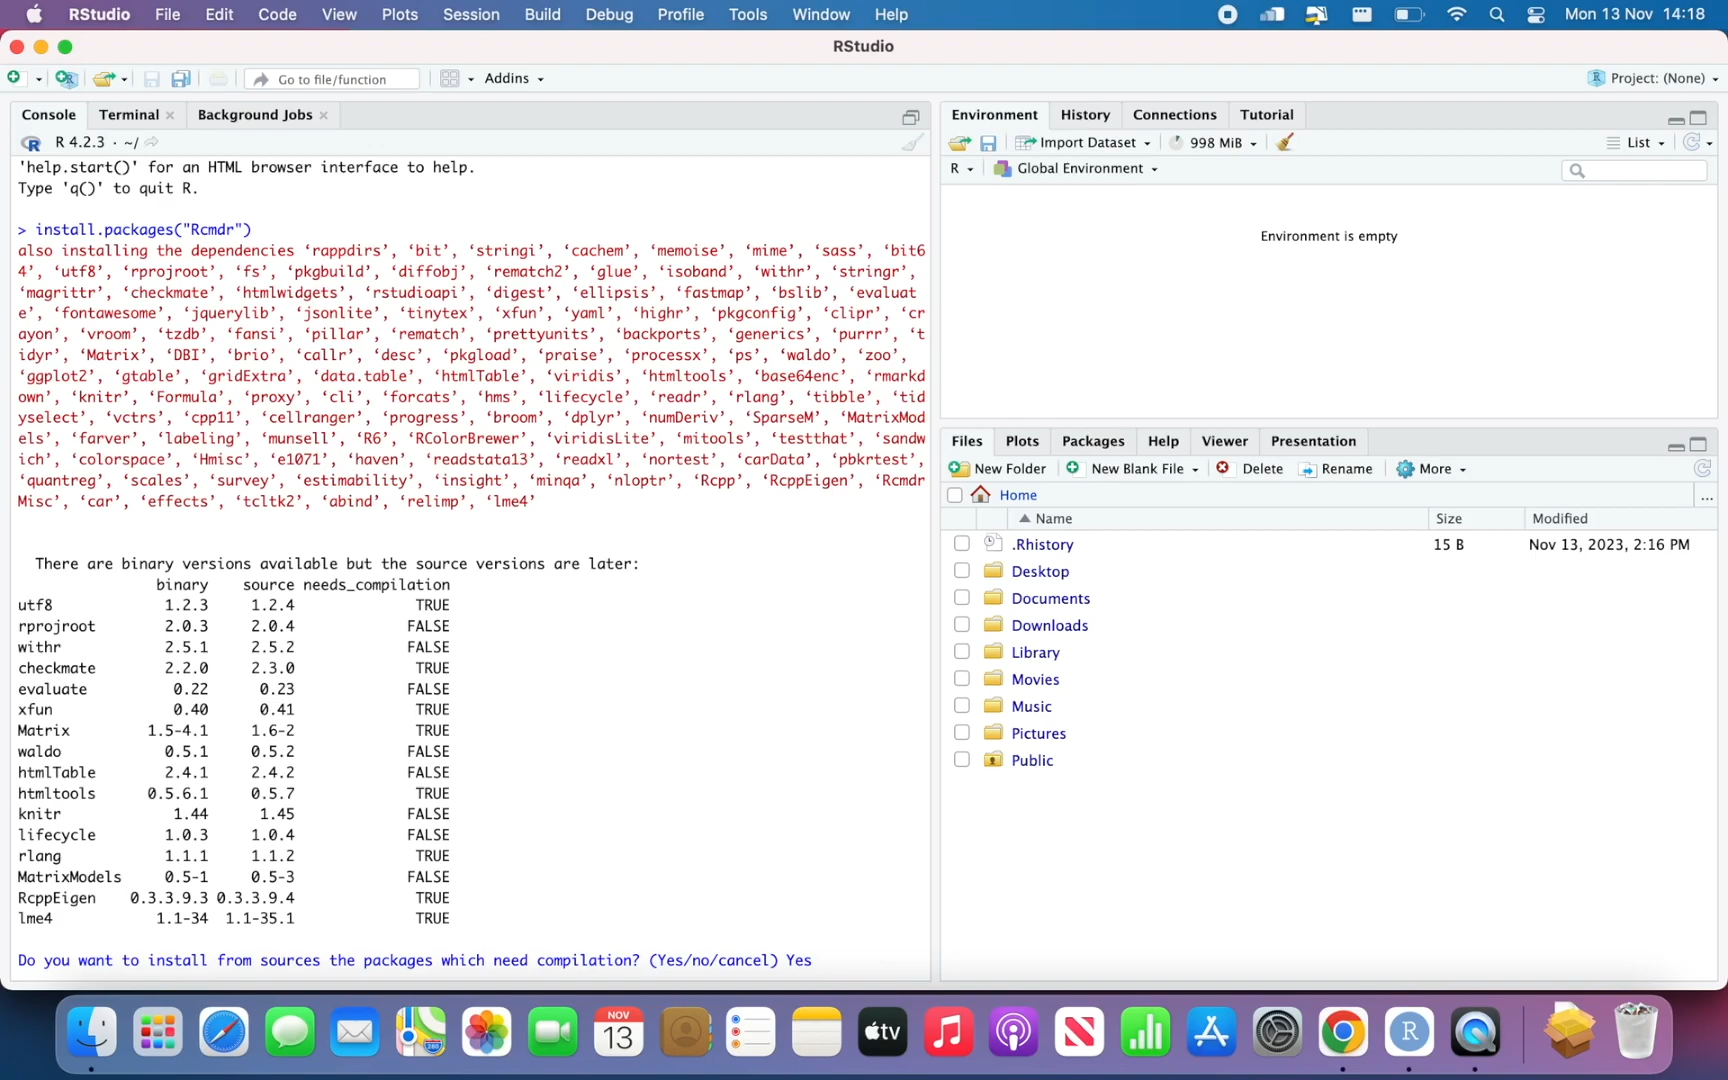 RStudio File Edit Code View Plots Session Build Debug Profile Tools Window Help Mon 13 Nov 14:18
RStudio
Go to file/function Addins Project: (None)
Console Terminal Background Jobs
R 4.2.3 · ~/
'help.start()' for an HTML browser interface to help.
Type 'q()' to quit R.
> install.packages("Rcmdr")
also installing the dependencies ‘rappdirs’, ‘bit’, ‘stringi’, ‘cachem’, ‘memoise’, ‘mime’, ‘sass’, ‘bit6
4’, ‘utf8’, ‘rprojroot’, ‘fs’, ‘pkgbuild’, ‘diffobj’, ‘rematch2’, ‘glue’, ‘isoband’, ‘withr’, ‘stringr’,
‘magrittr’, ‘checkmate’, ‘htmlwidgets’, ‘rstudioapi’, ‘digest’, ‘ellipsis’, ‘fastmap’, ‘bslib’, ‘evaluat
e’, ‘fontawesome’, ‘jquerylib’, ‘jsonlite’, ‘tinytex’, ‘xfun’, ‘yaml’, ‘highr’, ‘pkgconfig’, ‘clipr’, ‘cr
ayon’, ‘vroom’, ‘tzdb’, ‘fansi’, ‘pillar’, ‘rematch’, ‘prettyunits’, ‘backports’, ‘generics’, ‘purrr’, ‘t
idyr’, ‘Matrix’, ‘DBI’, ‘brio’, ‘callr’, ‘desc’, ‘pkgload’, ‘praise’, ‘processx’, ‘ps’, ‘waldo’, ‘zoo’,
‘ggplot2’, ‘gtable’, ‘gridExtra’, ‘data.table’, ‘htmlTable’, ‘viridis’, ‘htmltools’, ‘base64enc’, ‘rmarkd
own’, ‘knitr’, ‘Formula’, ‘proxy’, ‘cli’, ‘forcats’, ‘hms’, ‘lifecycle’, ‘readr’, ‘rlang’, ‘tibble’, ‘tid
yselect’, ‘vctrs’, ‘cpp11’, ‘cellranger’, ‘progress’, ‘broom’, ‘dplyr’, ‘numDeriv’, ‘SparseM’, ‘MatrixMod
els’, ‘farver’, ‘labeling’, ‘munsell’, ‘R6’, ‘RColorBrewer’, ‘viridisLite’, ‘mitools’, ‘testthat’, ‘sandw
ich’, ‘colorspace’, ‘Hmisc’, ‘e1071’, ‘haven’, ‘readstata13’, ‘readxl’, ‘nortest’, ‘carData’, ‘pbkrtest’,
‘quantreg’, ‘scales’, ‘survey’, ‘estimability’, ‘insight’, ‘minqa’, ‘nloptr’, ‘Rcpp’, ‘RcppEigen’, ‘Rcmdr
Misc’, ‘car’, ‘effects’, ‘tcltk2’, ‘abind’, ‘relimp’, ‘lme4’
There are binary versions available but the source versions are later:
binary source needs_compilation
utf8 1.2.3 1.2.4 TRUE
rprojroot 2.0.3 2.0.4 FALSE
withr 2.5.1 2.5.2 FALSE
checkmate 2.2.0 2.3.0 TRUE
evaluate 0.22 0.23 FALSE
xfun 0.40 0.41 TRUE
Matrix 1.5-4.1 1.6-2 TRUE
waldo 0.5.1 0.5.2 FALSE
htmlTable 2.4.1 2.4.2 FALSE
htmltools 0.5.6.1 0.5.7 TRUE
knitr 1.44 1.45 FALSE
lifecycle 1.0.3 1.0.4 FALSE
rlang 1.1.1 1.1.2 TRUE
MatrixModels 0.5-1 0.5-3 FALSE
RcppEigen 0.3.3.9.3 0.3.3.9.4 TRUE
lme4 1.1-34 1.1-35.1 TRUE
Do you want to install from sources the packages which need compilation? (Yes/no/cancel) Yes
Environment History Connections Tutorial
Import Dataset 998 MiB List
R Global Environment
Environment is empty
Files Plots Packages Help Viewer Presentation
New Folder New Blank File Delete Rename More
Home ...
Name Size Modified
.Rhistory 15 B Nov 13, 2023, 2:16 PM
Desktop
Documents
Downloads
Library
Movies
Music
Pictures
Public
NOV
13
tv
R